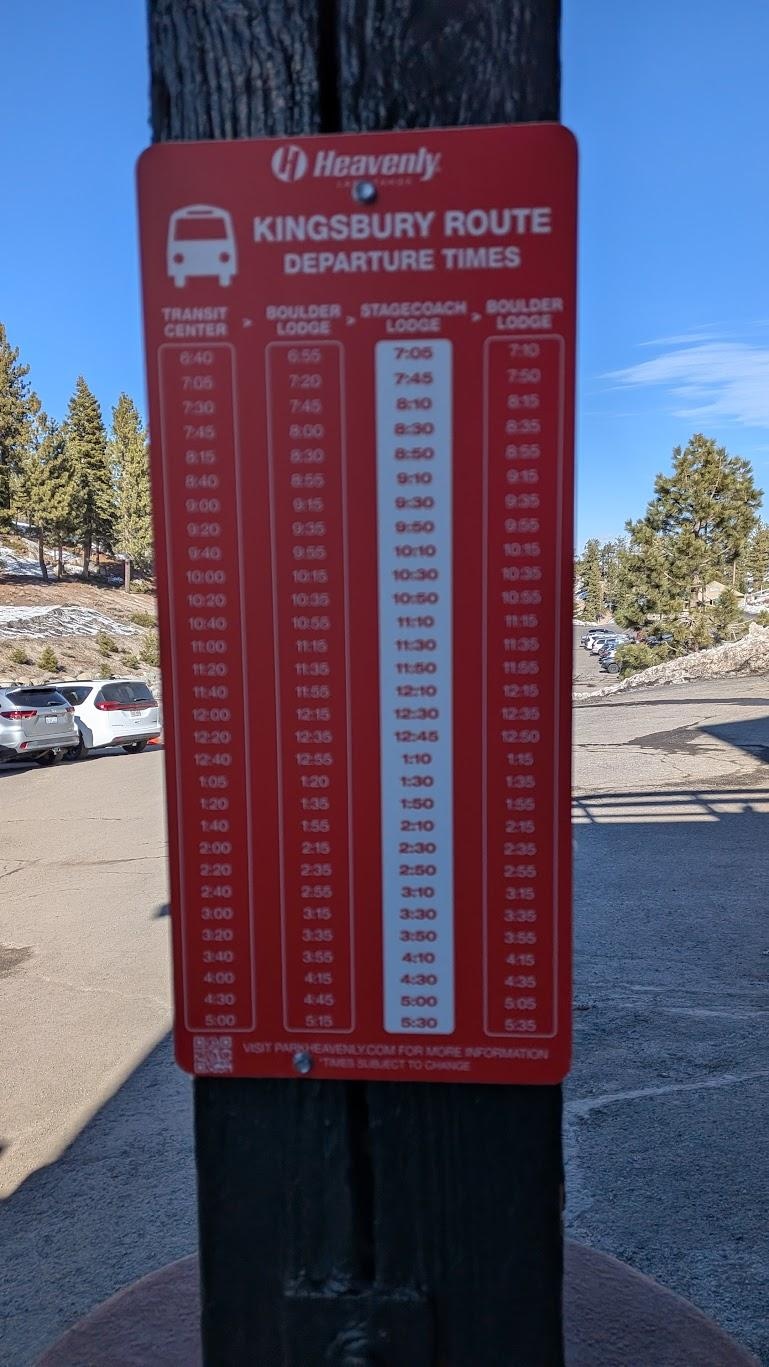 Heavenly
LAKE TAHOE
KINGSBURY ROUTE
DEPARTURE TIMES
TRANSIT CENTER > BOULDER LODGE > STAGECOACH LODGE > BOULDER LODGE
6:40 6:55 7:05 7:10
7:05 7:20 7:45 7:50
7:30 7:45 8:10 8:15
7:45 8:00 8:30 8:35
8:15 8:30 8:50 8:55
8:40 8:55 9:10 9:15
9:00 9:15 9:30 9:35
9:20 9:35 9:50 9:55
9:40 9:55 10:10 10:15
10:00 10:15 10:30 10:35
10:20 10:35 10:50 10:55
10:40 10:55 11:10 11:15
11:00 11:15 11:30 11:35
11:20 11:35 11:50 11:55
11:40 11:55 12:10 12:15
12:00 12:15 12:30 12:35
12:20 12:35 12:45 12:50
12:40 12:55 1:10 1:15
1:05 1:20 1:30 1:35
1:20 1:35 1:50 1:55
1:40 1:55 2:10 2:15
2:00 2:15 2:30 2:35
2:20 2:35 2:50 2:55
2:40 2:55 3:10 3:15
3:00 3:15 3:30 3:35
3:20 3:35 3:50 3:55
3:40 3:55 4:10 4:15
4:00 4:15 4:30 4:35
4:30 4:45 5:00 5:05
5:00 5:15 5:30 5:35
VISIT PARKHEAVENLY.COM FOR MORE INFORMATION
*TIMES SUBJECT TO CHANGE